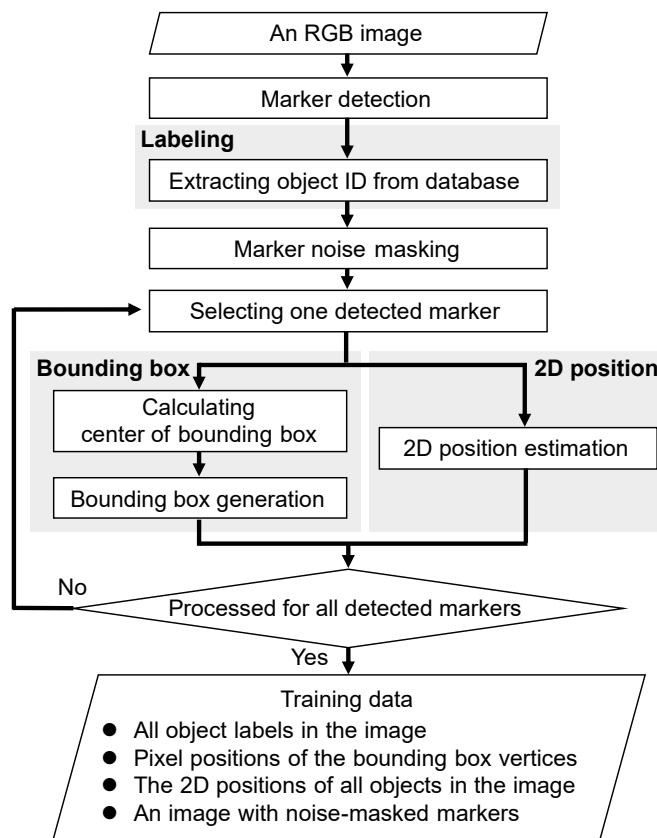 An RGB image
Marker detection
Labeling
Extracting object ID from database
Marker noise masking
Selecting one detected marker
Bounding box
2D position
Calculating
center of bounding box
2D position estimation
Bounding box generation
No
Processed for all detected markers
Yes
Training data
● All object labels in the image
● Pixel positions of the bounding box vertices
● The 2D positions of all objects in the image
● An image with noise-masked markers